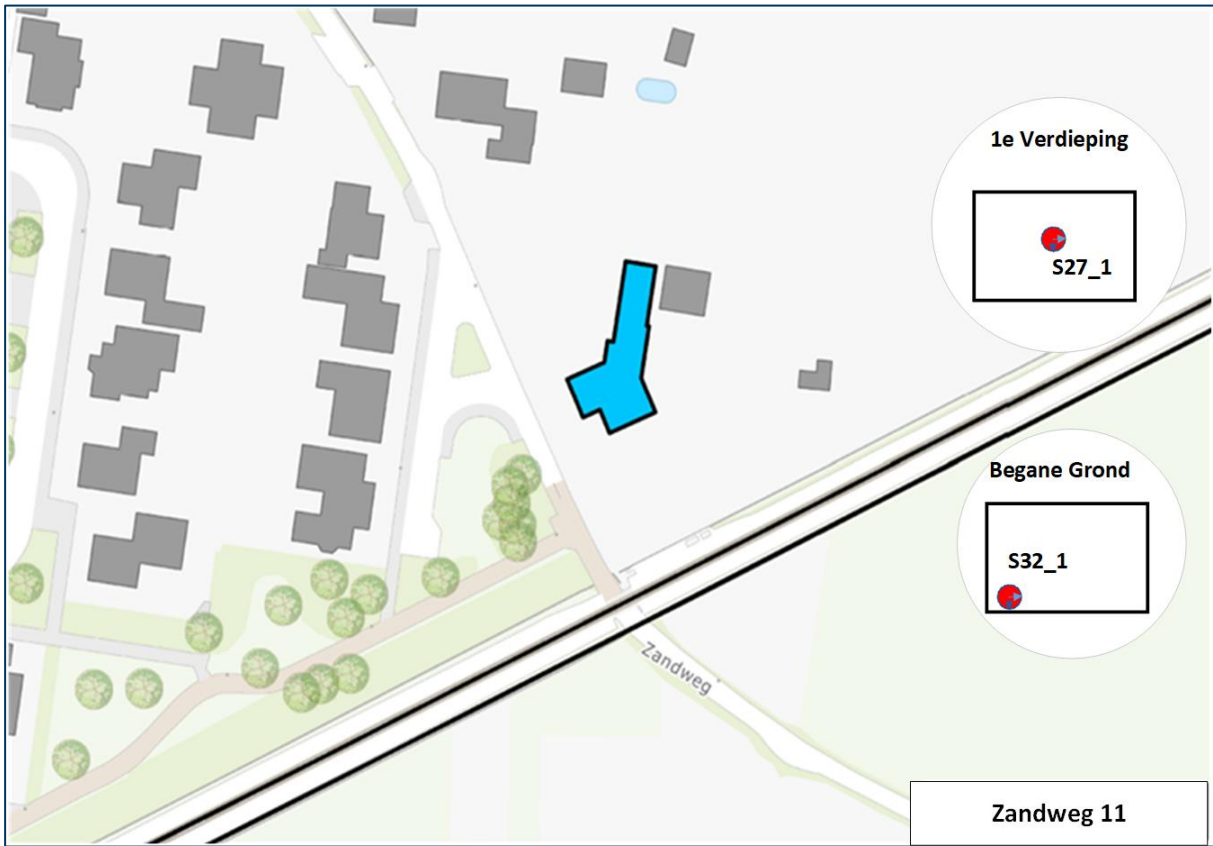 1e Verdieping
S27_1
Begane Grond
S32_1
Zandweg
Zandweg 11